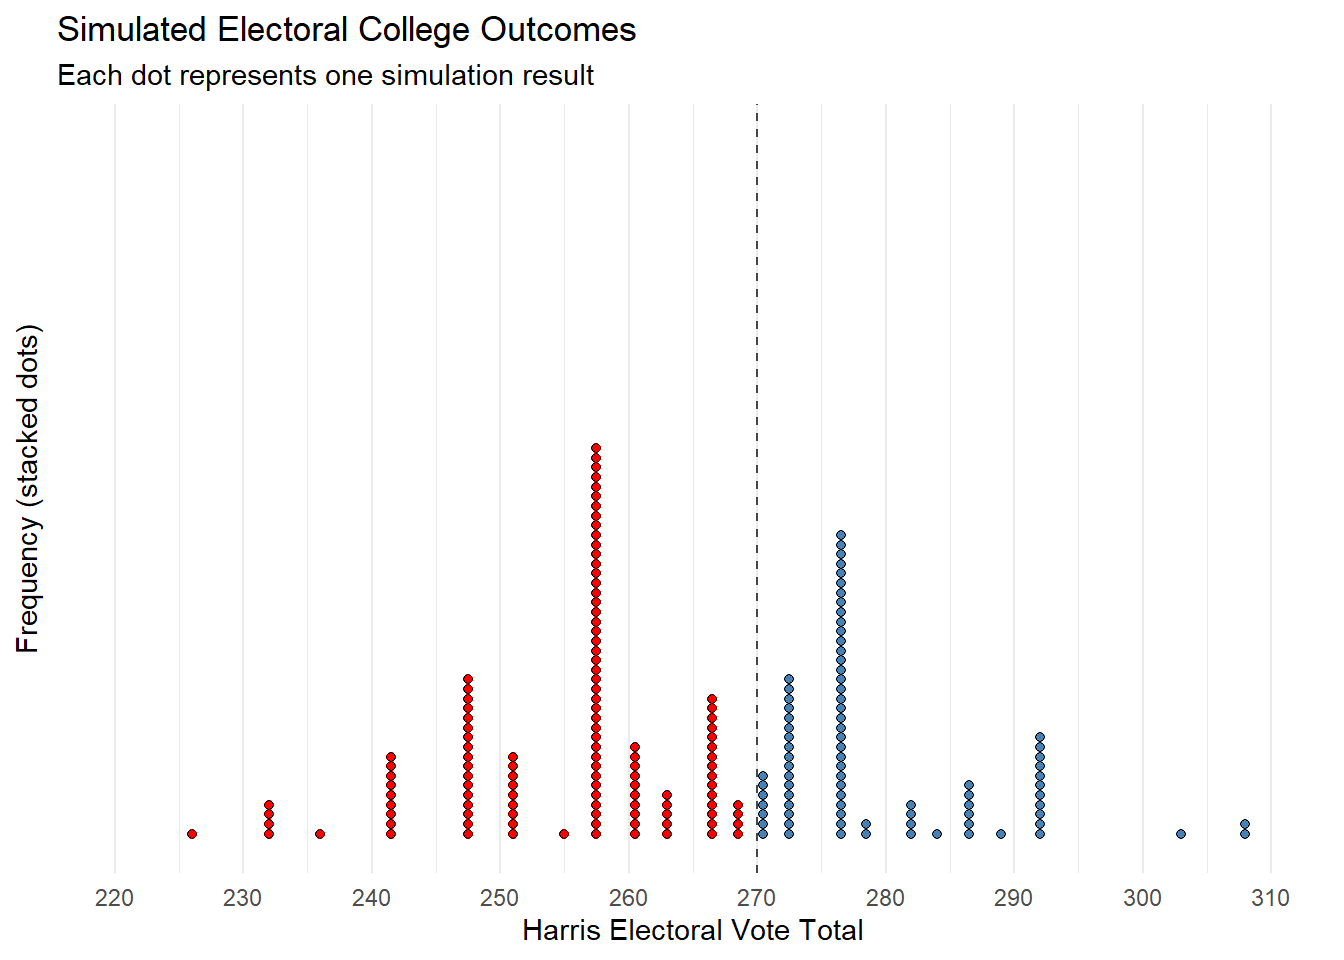 Simulated Electoral College Outcomes
Each dot represents one simulation result
Frequency (stacked dots)
220 230 240 250 260 270 280 290 300 310
Harris Electoral Vote Total